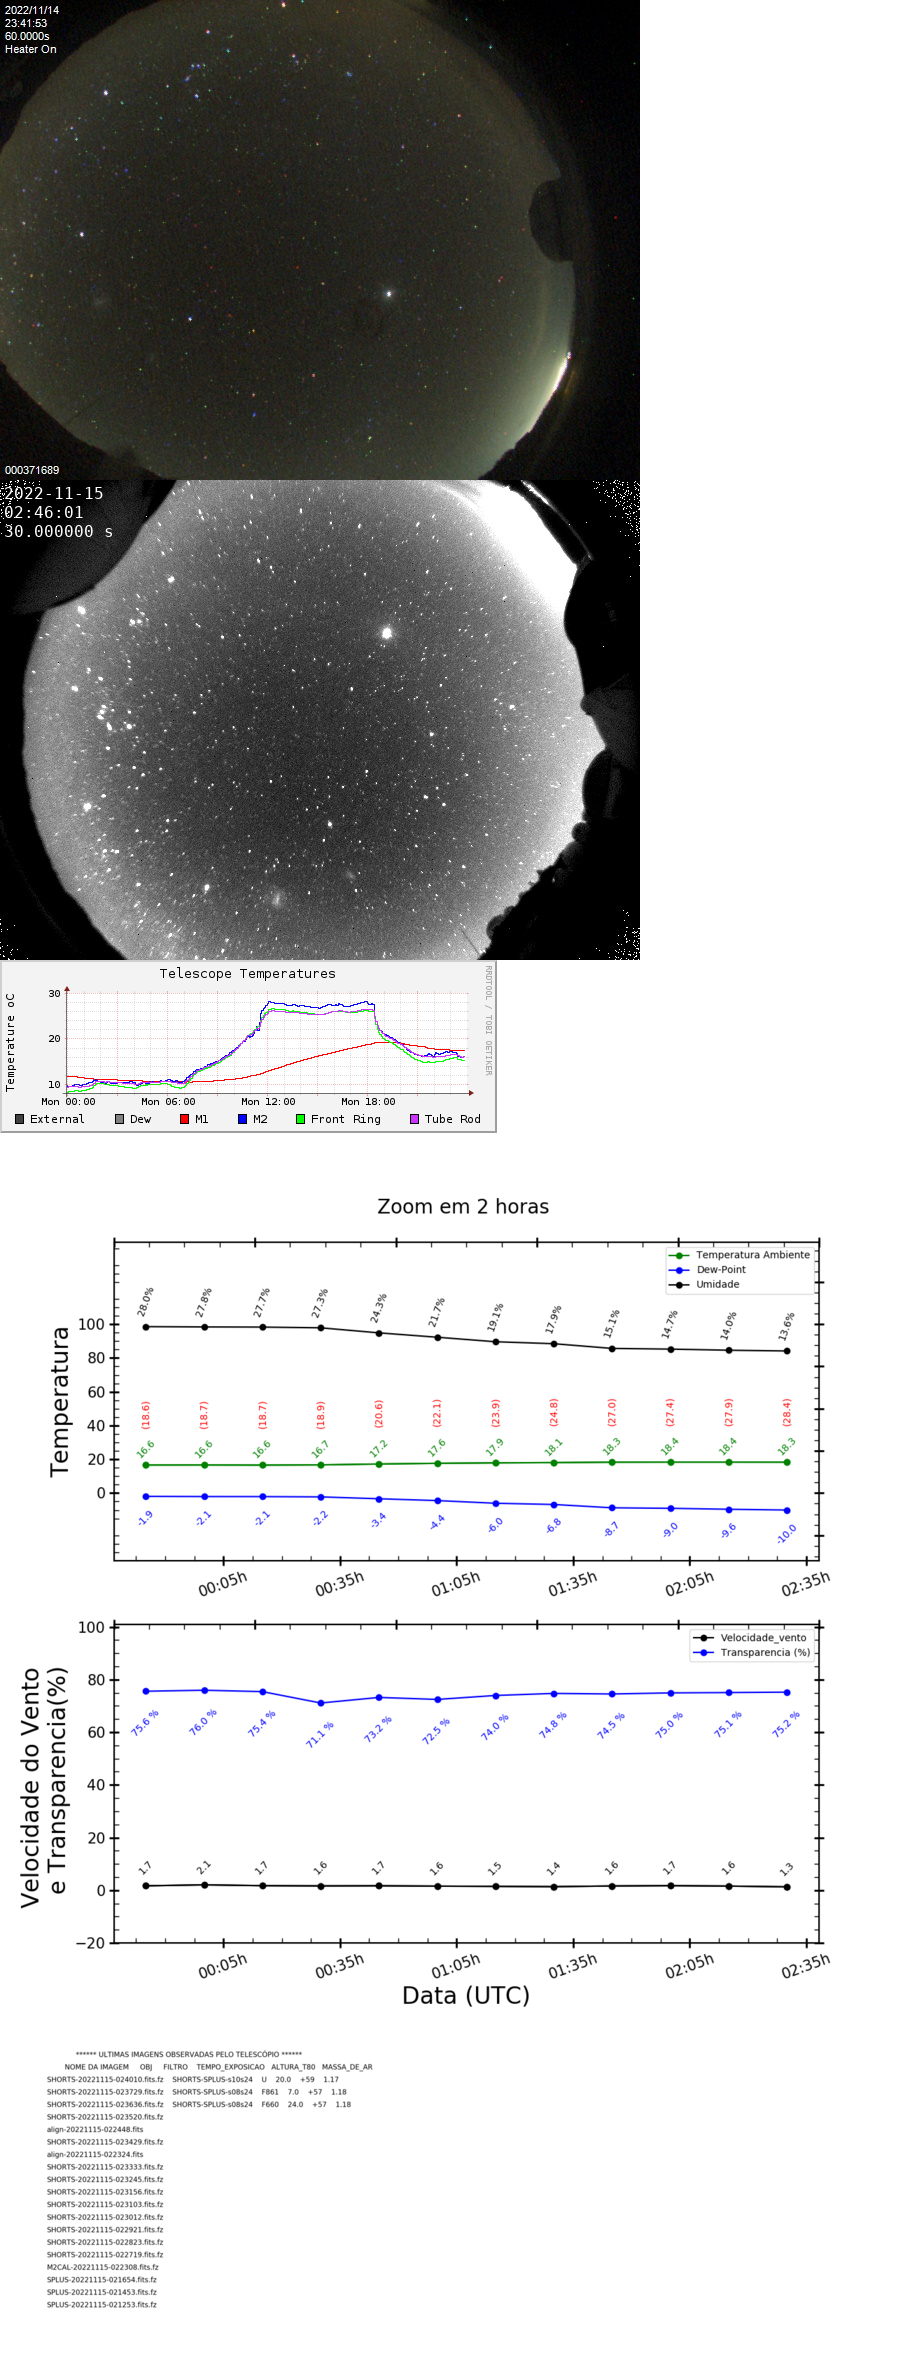 2022/11/14
23:41:53
60.0000s
Heater On
000371689
2022-11-15
02:46:01
30.000000 s
Telescope Temperatures
RRDTOOL / TOBI OETIKER
Temperature oC
30
20
10
Mon 00:00 Mon 06:00 Mon 12:00 Mon 18:00
External Dew M1 M2 Front Ring Tube Rod
Zoom em 2 horas
Temperatura Ambiente
Dew-Point
Umidade
Temperatura
100
80
60
40
20
0
28.0% 27.8% 27.7% 27.3% 24.3% 21.7% 19.1% 17.9% 15.1% 14.7% 14.0% 13.6%
(18.6) (18.7) (18.7) (18.9) (20.6) (22.1) (23.9) (24.8) (27.0) (27.4) (27.9) (28.4)
16.6 16.6 16.6 16.7 17.2 17.6 17.9 18.1 18.3 18.4 18.4 18.3
-1.9 -2.1 -2.1 -2.2 -3.4 -4.4 -6.0 -6.8 -8.7 -9.0 -9.6 -10.0
00:05h 00:35h 01:05h 01:35h 02:05h 02:35h
Velocidade_vento
Transparencia (%)
Velocidade do Vento
e Transparencia(%)
100
80
60
40
20
0
−20
75.6 % 76.0 % 75.4 % 71.1 % 73.2 % 72.5 % 74.0 % 74.8 % 74.5 % 75.0 % 75.1 % 75.2 %
1.7 2.1 1.7 1.6 1.7 1.6 1.5 1.4 1.6 1.7 1.6 1.3
00:05h 00:35h 01:05h 01:35h 02:05h 02:35h
Data (UTC)
****** ULTIMAS IMAGENS OBSERVADAS PELO TELESCÓPIO ******
NOME DA IMAGEM OBJ FILTRO TEMPO_EXPOSICAO ALTURA_T80 MASSA_DE_AR
SHORTS-20221115-024010.fits.fz SHORTS-SPLUS-s10s24 U 20.0 +59 1.17
SHORTS-20221115-023729.fits.fz SHORTS-SPLUS-s08s24 F861 7.0 +57 1.18
SHORTS-20221115-023636.fits.fz SHORTS-SPLUS-s08s24 F660 24.0 +57 1.18
SHORTS-20221115-023520.fits.fz
align-20221115-022448.fits
SHORTS-20221115-023429.fits.fz
align-20221115-022324.fits
SHORTS-20221115-023333.fits.fz
SHORTS-20221115-023245.fits.fz
SHORTS-20221115-023156.fits.fz
SHORTS-20221115-023103.fits.fz
SHORTS-20221115-023012.fits.fz
SHORTS-20221115-022921.fits.fz
SHORTS-20221115-022823.fits.fz
SHORTS-20221115-022719.fits.fz
M2CAL-20221115-022308.fits.fz
SPLUS-20221115-021654.fits.fz
SPLUS-20221115-021453.fits.fz
SPLUS-20221115-021253.fits.fz